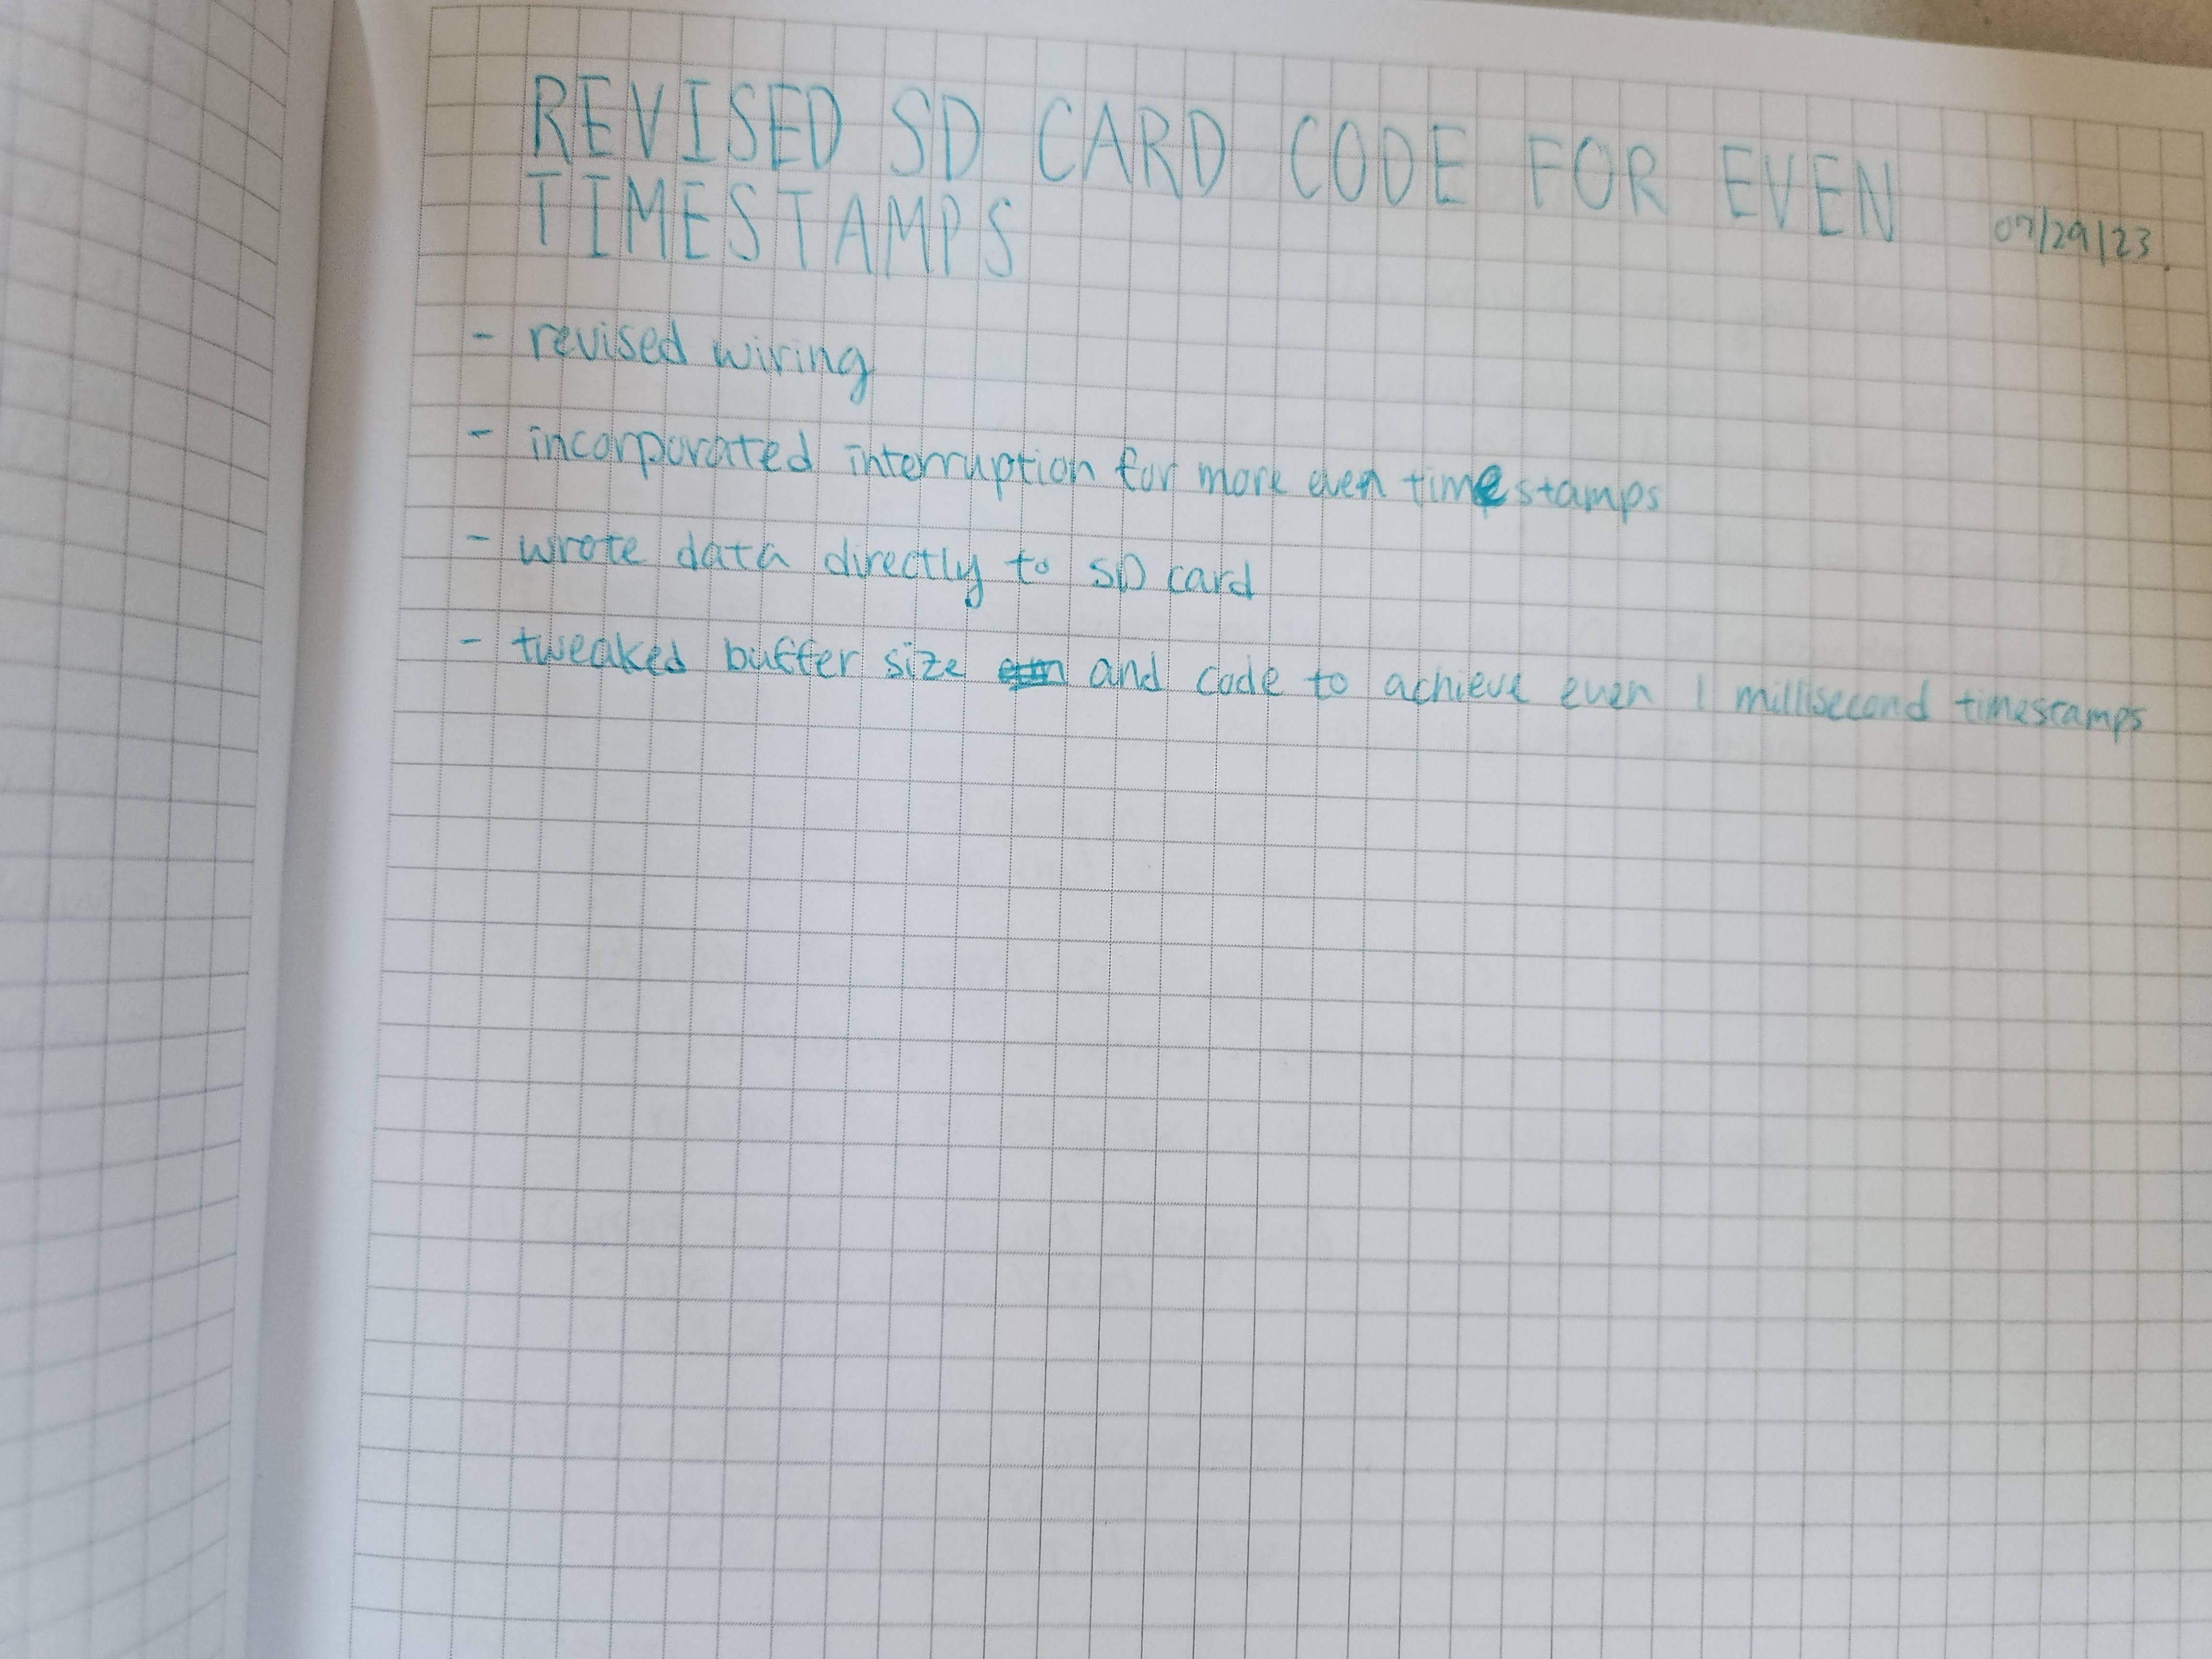 REVISED SD CARD CODE FOR EVEN
TIMESTAMPS
07/29/23.
- revised wiring
- incorporated interruption for more even timestamps
- wrote data directly to SD card
- tweaked buffer size and code to achieve even 1 millisecond timestamps